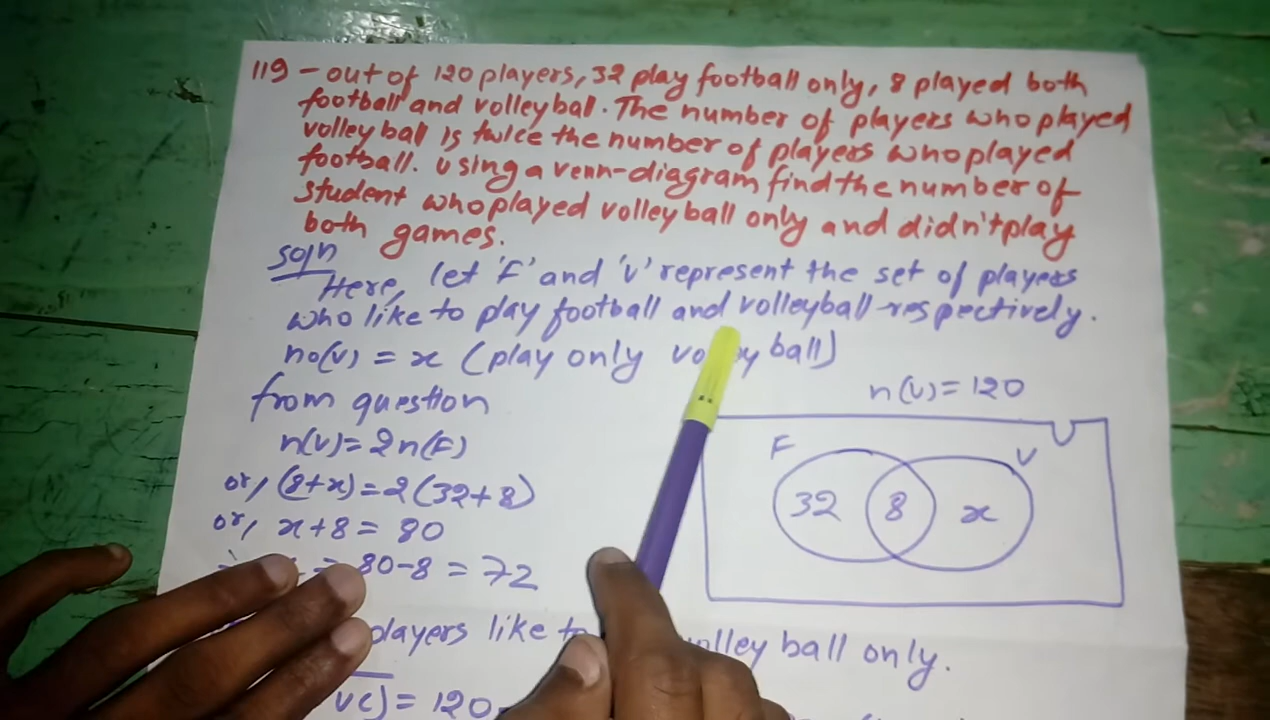 119 - out of 120 players, 32 play football only, 8 played both
football and volleyball. The number of players who played
volleyball is twice the number of players who played
football. using a venn-diagram find the number of
student who played volleyball only and didn't play
both games.
soln
Here, let 'F' and 'V' represent the set of players
who like to play football and volleyball respectively.
no(v) = x (play only vo y ball)
from question
n(v) = 2n(F)
or, (8+x) = 2(32+8)
or, x+8 = 80
80-8 = 72
n(U) = 120
F
V
32
8
x
players like to lley ball only.
= 120